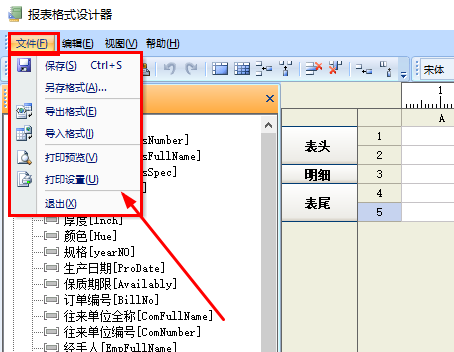 报表格式设计器
文件(F) 编辑(E) 视图(V) 帮助(H)
宋体
保存(S) Ctrl+S
另存格式(A)...
导出格式(E)
导入格式(I)
打印预览(V)
打印设置(U)
退出(X)
sNumber]
sFullName]
sSpec]
]
厚度[Inch]
颜色[Hue]
规格[yearNO]
生产日期[ProDate]
保质期限[Availably]
订单编号[BillNo]
往来单位全称[ComFullName]
往来单位编号[ComNumber]
经手人[EmpFullName]
1
A
表头
1
2
明细
3
表尾
4
5